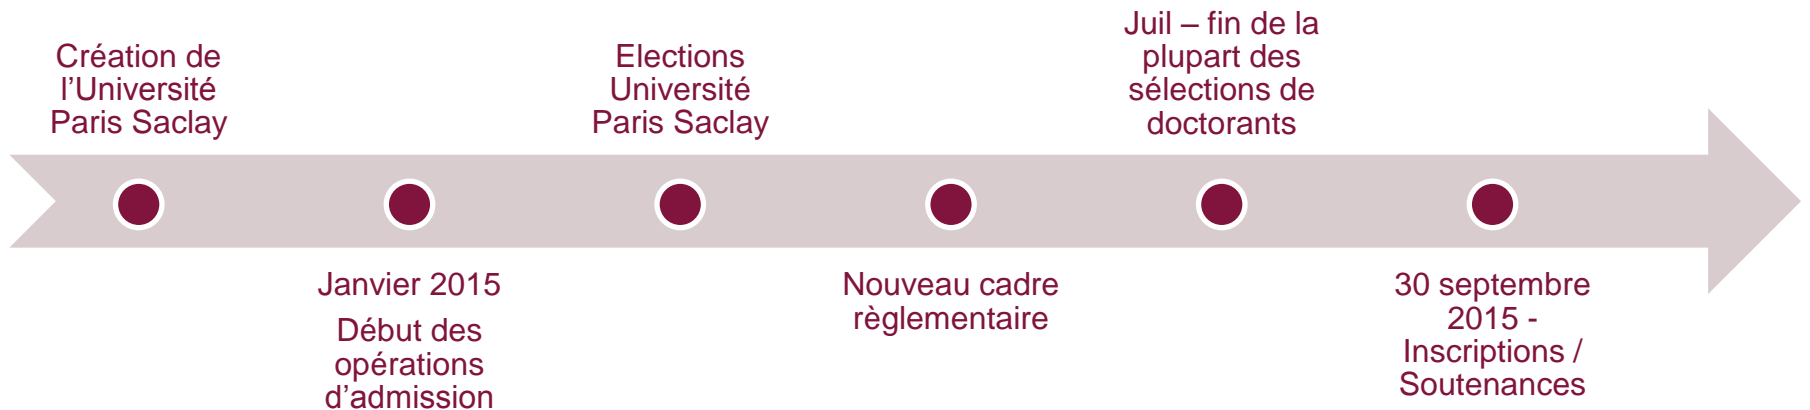 Création de
l’Université
Paris Saclay
Janvier 2015
Début des
opérations
d’admission
Elections
Université
Paris Saclay
Nouveau cadre
règlementaire
Juil – fin de la
plupart des
sélections de
doctorants
30 septembre
2015 -
Inscriptions /
Soutenances